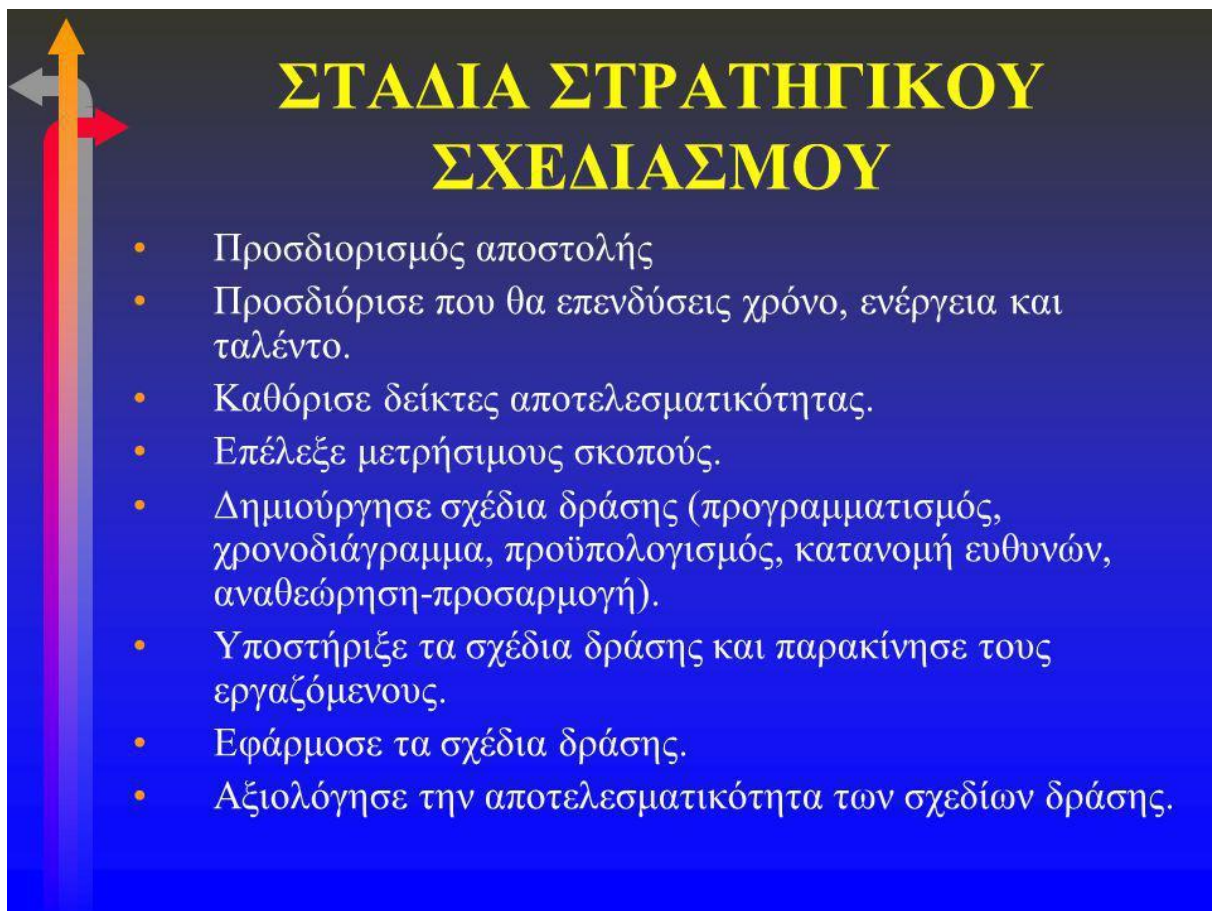 ΣΤΑΔΙΑ ΣΤΡΑΤΗΓΙΚΟΥ
ΣΧΕΔΙΑΣΜΟΥ
• Προσδιορισμός αποστολής
• Προσδιόρισε που θα επενδύσεις χρόνο, ενέργεια και
ταλέντο.
• Καθόρισε δείκτες αποτελεσματικότητας.
• Επέλεξε μετρήσιμους σκοπούς.
• Δημιούργησε σχέδια δράσης (προγραμματισμός,
χρονοδιάγραμμα, προϋπολογισμός, κατανομή ευθυνών,
αναθεώρηση-προσαρμογή).
• Υποστήριξε τα σχέδια δράσης και παρακίνησε τους
εργαζόμενους.
• Εφάρμοσε τα σχέδια δράσης.
• Αξιολόγησε την αποτελεσματικότητα των σχεδίων δράσης.